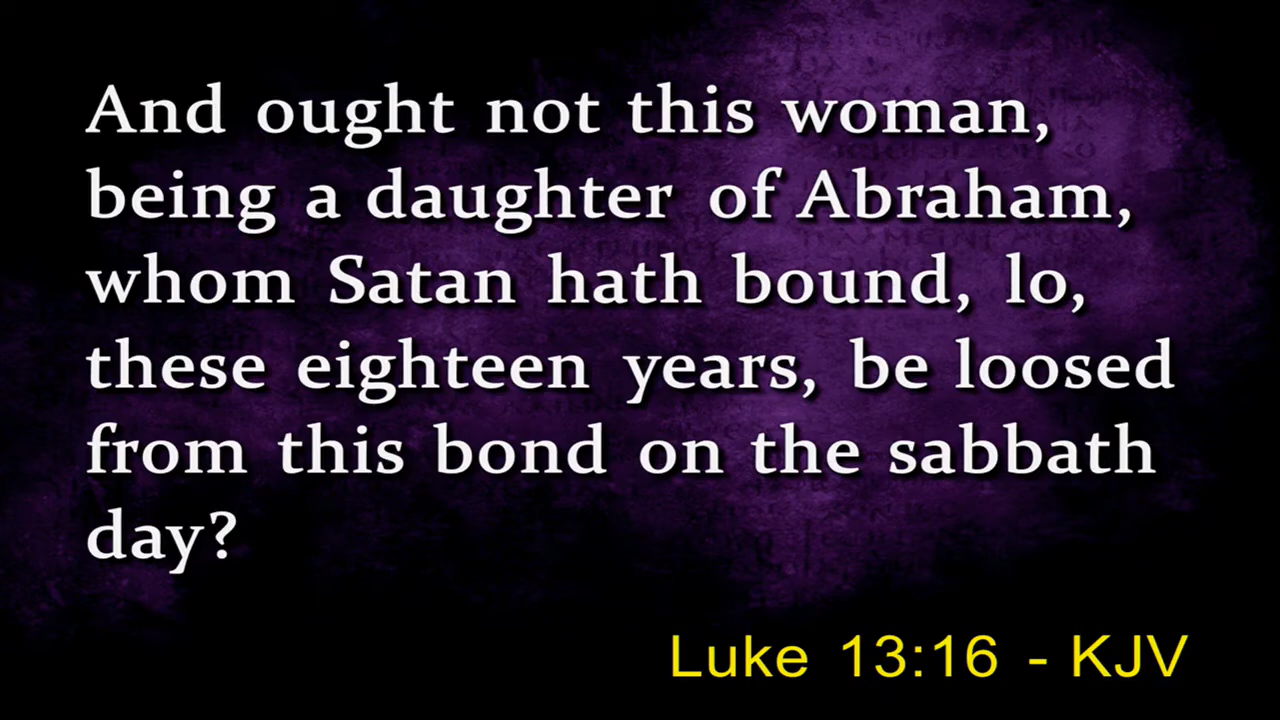 And ought not this woman,
being a daughter of Abraham,
whom Satan hath bound, lo,
these eighteen years, be loosed
from this bond on the sabbath
day?
Luke 13:16 - KJV